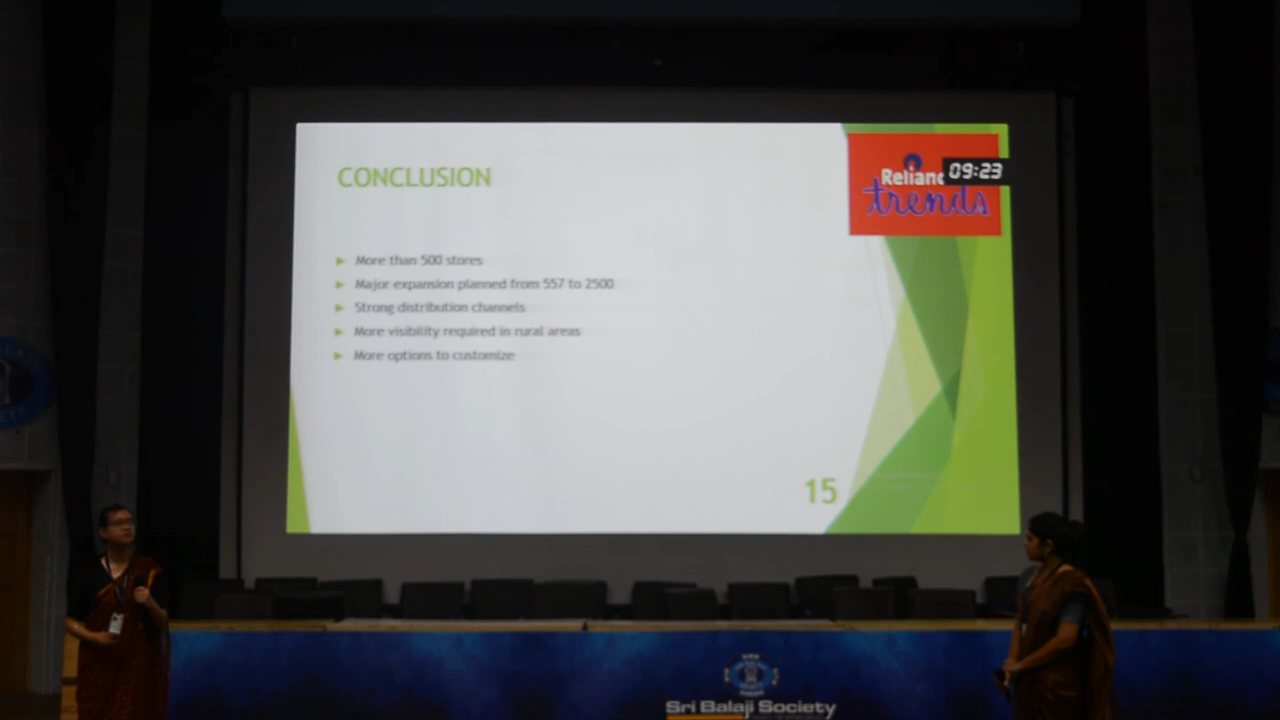 CONCLUSION
Relianc
09:23
trends
More than 500 stores
Major expansion planned from 557 to 2500
Strong distribution channels
More visibility required in rural areas
More options to customize
15
Sri Balaji Society